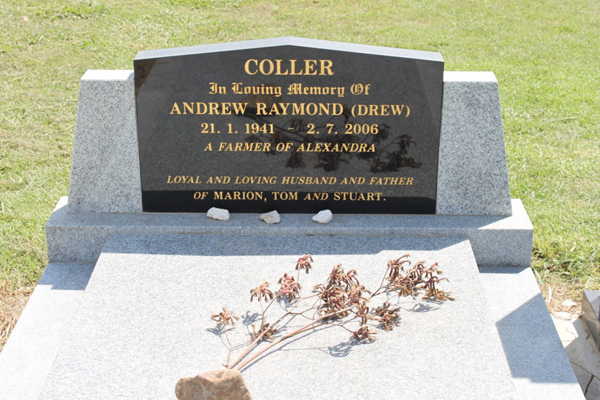 COLLER
In Loving Memory Of
ANDREW RAYMOND (DREW)
21. 1. 1941 - 2. 7. 2006
A FARMER OF ALEXANDRA
LOYAL AND LOVING HUSBAND AND FATHER
OF MARION, TOM AND STUART.